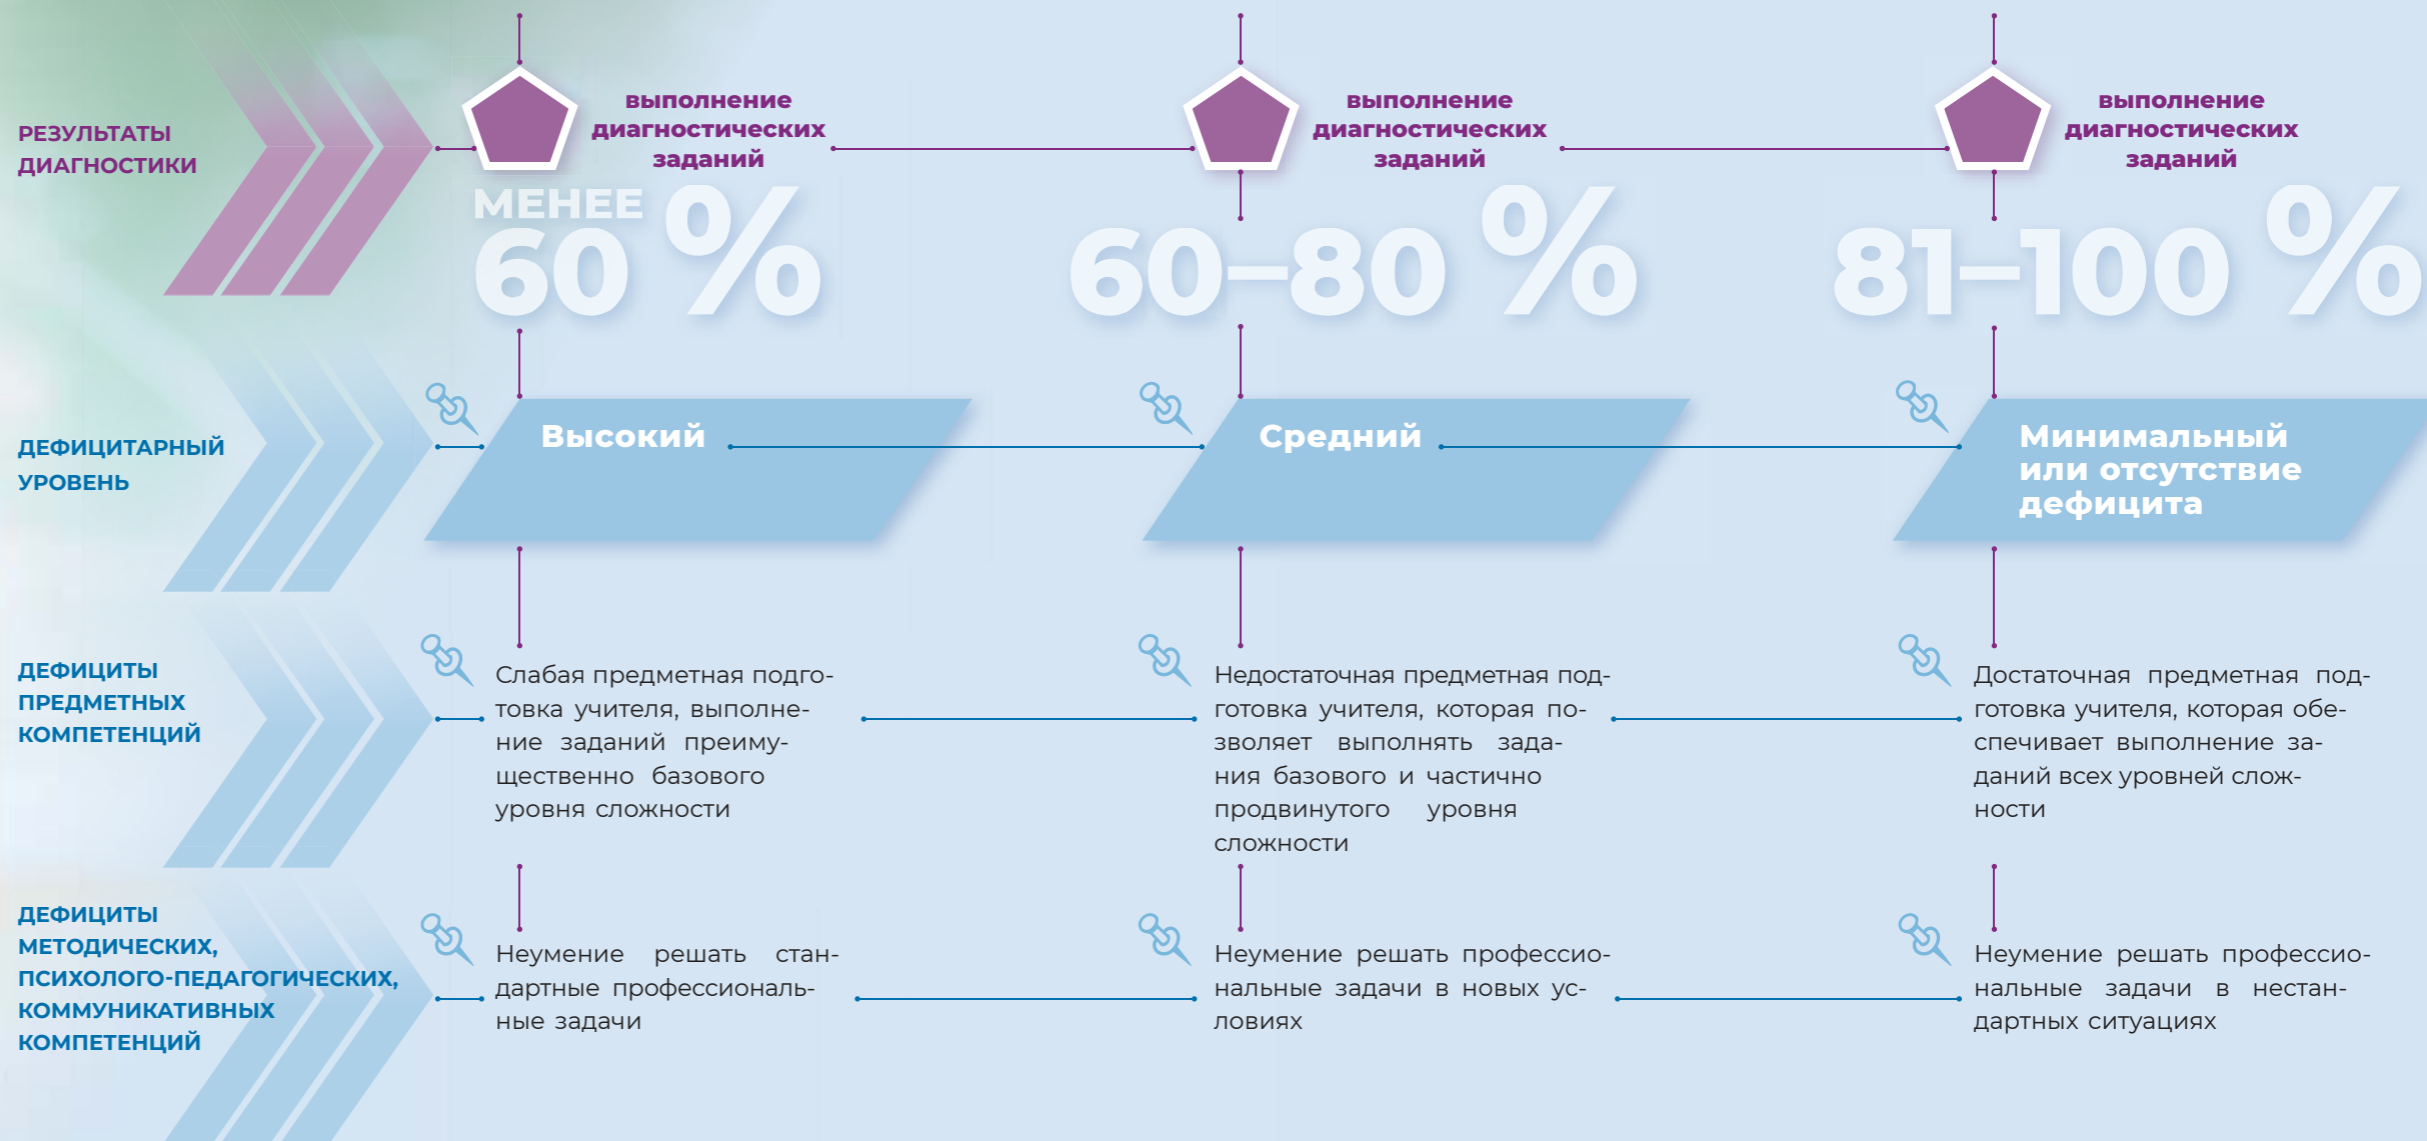 РЕЗУЛЬТАТЫ
ДИАГНОСТИКИ
выполнение
диагностических
заданий
МЕНЕЕ
60 %
выполнение
диагностических
заданий
60–80 %
выполнение
диагностических
заданий
81–100 %
ДЕФИЦИТАРНЫЙ
УРОВЕНЬ
Высокий
Средний
Минимальный
или отсутствие
дефицита
ДЕФИЦИТЫ
ПРЕДМЕТНЫХ
КОМПЕТЕНЦИЙ
Слабая предметная подго-
товка учителя, выполне-
ние заданий преиму-
щественно базового
уровня сложности
Недостаточная предметная под-
готовка учителя, которая по-
зволяет выполнять зада-
ния базового и частично
продвинутого уровня
сложности
Достаточная предметная под-
готовка учителя, которая обе-
спечивает выполнение за-
даний всех уровней слож-
ности
ДЕФИЦИТЫ
МЕТОДИЧЕСКИХ,
ПСИХОЛОГО-ПЕДАГОГИЧЕСКИХ,
КОММУНИКАТИВНЫХ
КОМПЕТЕНЦИЙ
Неумение решать стан-
дартные профессиональ-
ные задачи
Неумение решать профессио-
нальные задачи в новых ус-
ловиях
Неумение решать профессио-
нальные задачи в нестан-
дартных ситуациях